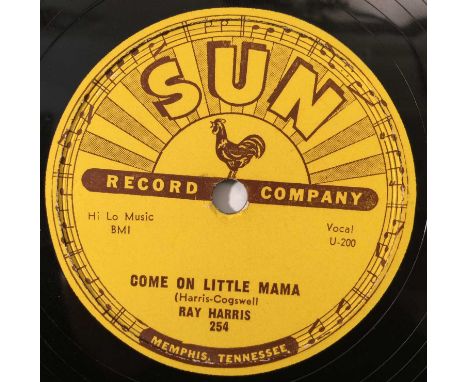 SUN
RECORD COMPANY
Hi Lo Music
BMI
Vocal
U-200
COME ON LITTLE MAMA
(Harris-Cogswell
RAY HARRIS
254
MEMPHIS, TENNESSEE